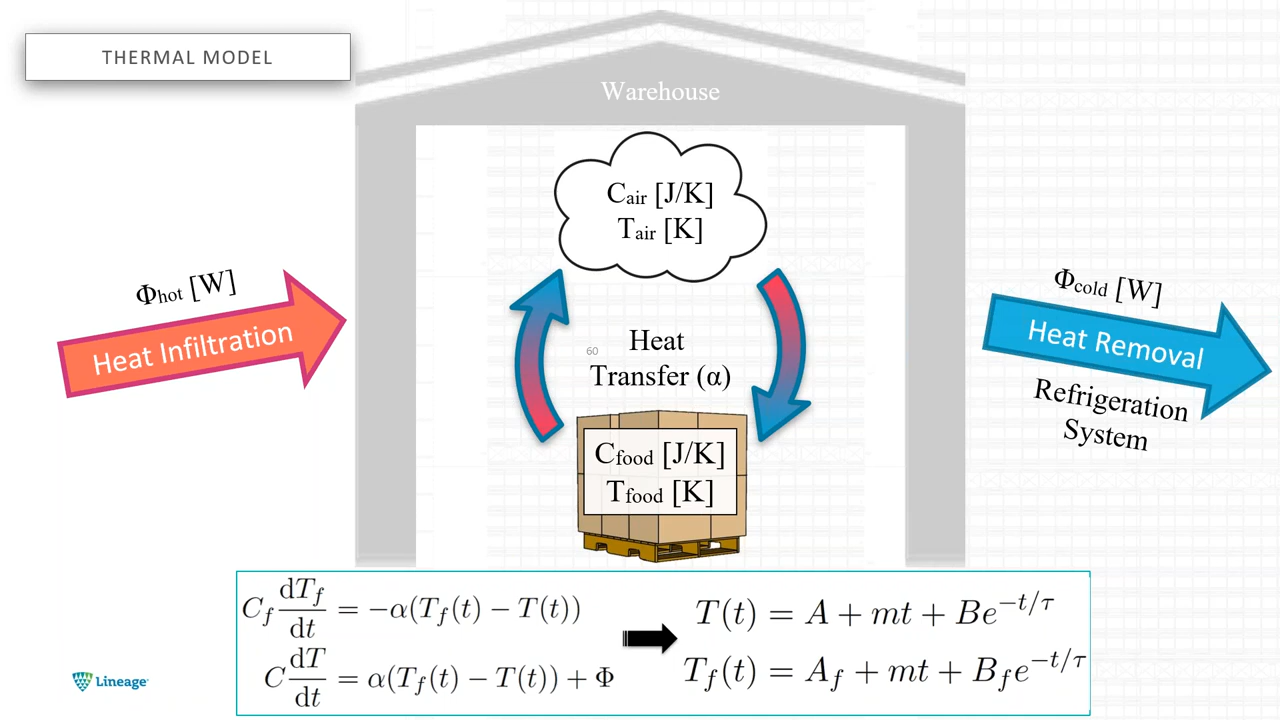 THERMAL MODEL
Warehouse
Cair [J/K]
Tair [K]
Φhot [W]
Heat Infiltration
Φcold [W]
Heat Removal
Refrigeration
System
60
Heat
Transfer (α)
Cfood [J/K]
Tfood [K]
C_f dT_f/dt = −α(T_f(t) − T(t))
C dT/dt = α(T_f(t) − T(t)) + Φ
T(t) = A + mt + Be^{−t/τ}
T_f(t) = A_f + mt + B_f e^{−t/τ}
Lineage